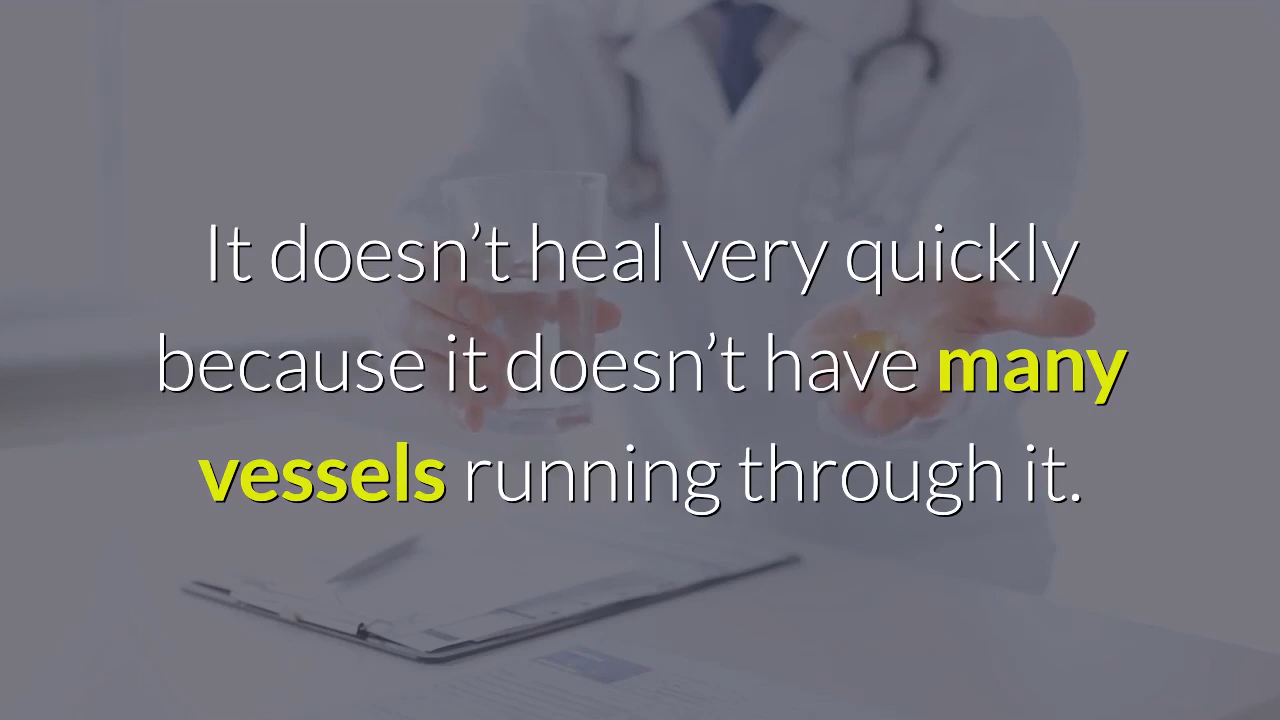 It doesn’t heal very quickly
because it doesn’t have many
vessels running through it.